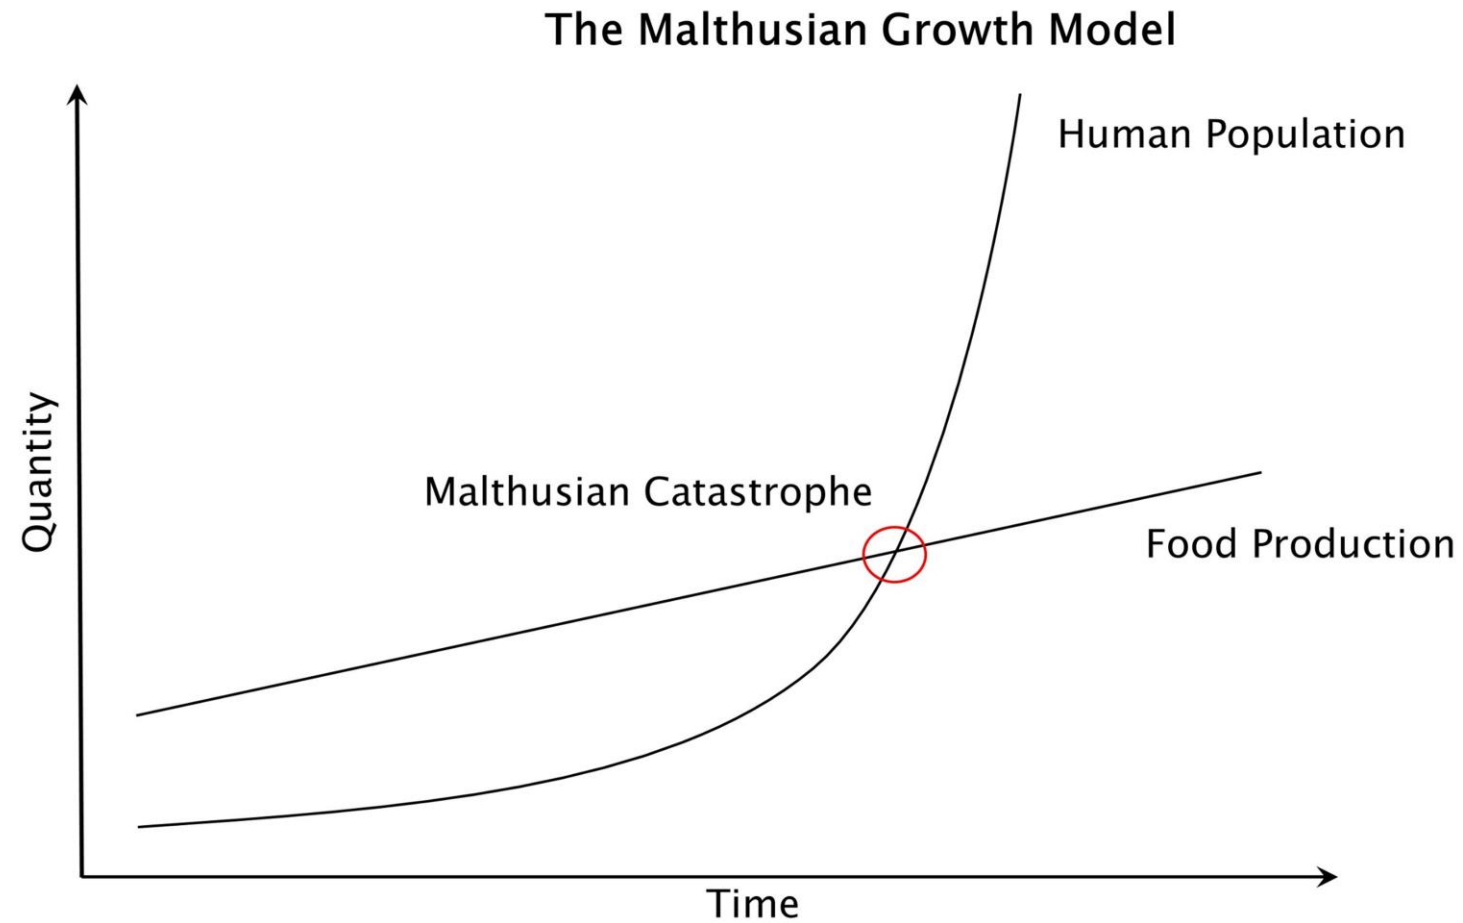 The Malthusian Growth Model
Human Population
Quantity
Malthusian Catastrophe
Food Production
Time